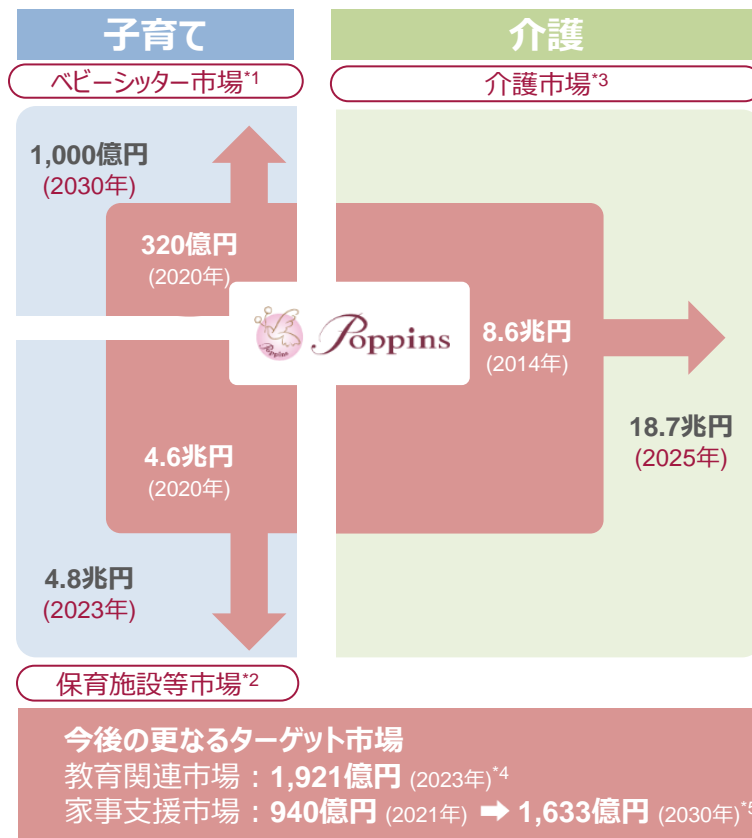 子育て
介護
ベビーシッター市場*1
介護市場*3
1,000億円
(2030年)
320億円
(2020年)
Poppins
Poppins
8.6兆円
(2014年)
18.7兆円
(2025年)
4.6兆円
(2020年)
4.8兆円
(2023年)
保育施設等市場*2
今後の更なるターゲット市場
教育関連市場：1,921億円 (2023年)*4
家事支援市場：940億円 (2021年) ➡ 1,633億円 (2030年)*5